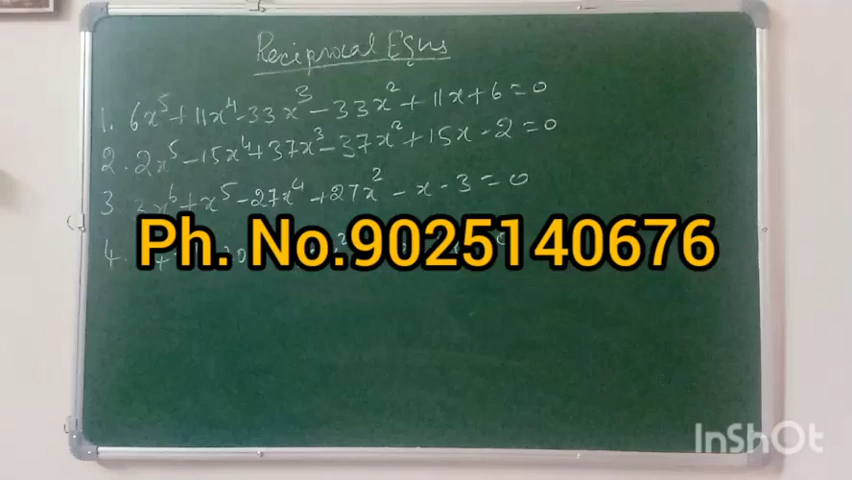 Reciprocal Eqns
1. 6x⁵ + 11x⁴ - 33x³ - 33x² + 11x + 6 = 0
2. 2x⁵ - 15x⁴ + 37x³ - 37x² + 15x - 2 = 0
3 3x⁶ + x⁵ - 27x⁴ + 27x² - x - 3 = 0
4.
Ph. No.9025140676
InShOt